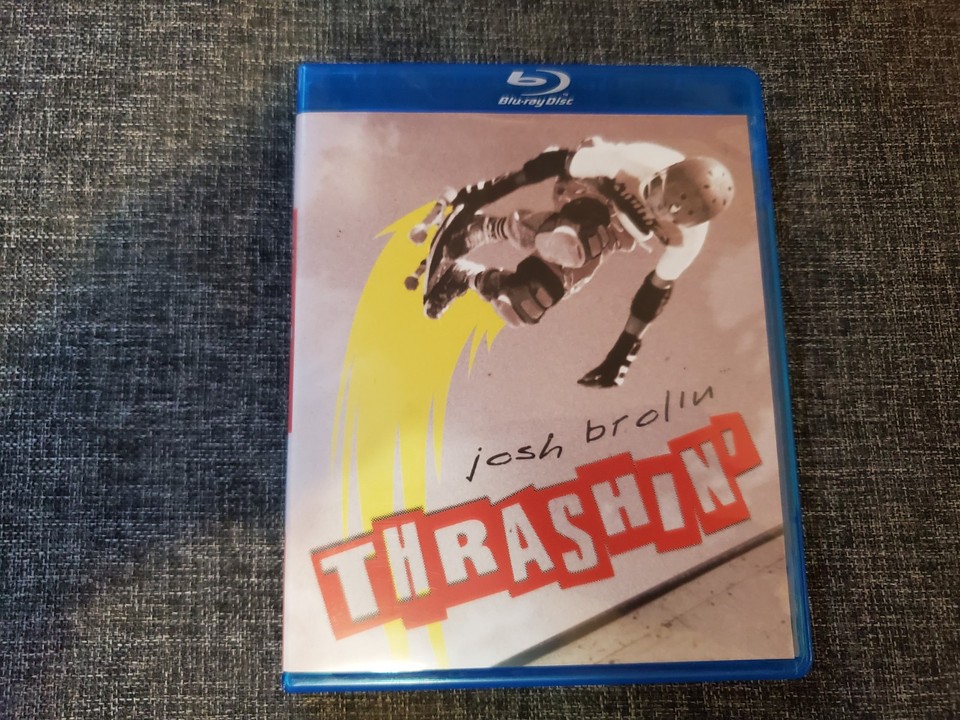 Blu-ray Disc
josh brolin
THRASHIN'